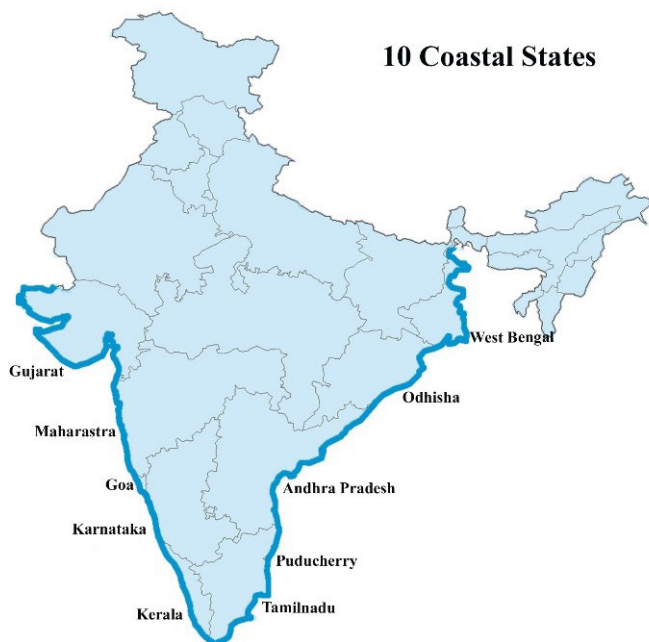 10 Coastal States
West Bengal
Gujarat
Odhisha
Maharastra
Goa
Andhra Pradesh
Karnataka
Puducherry
Kerala
Tamilnadu